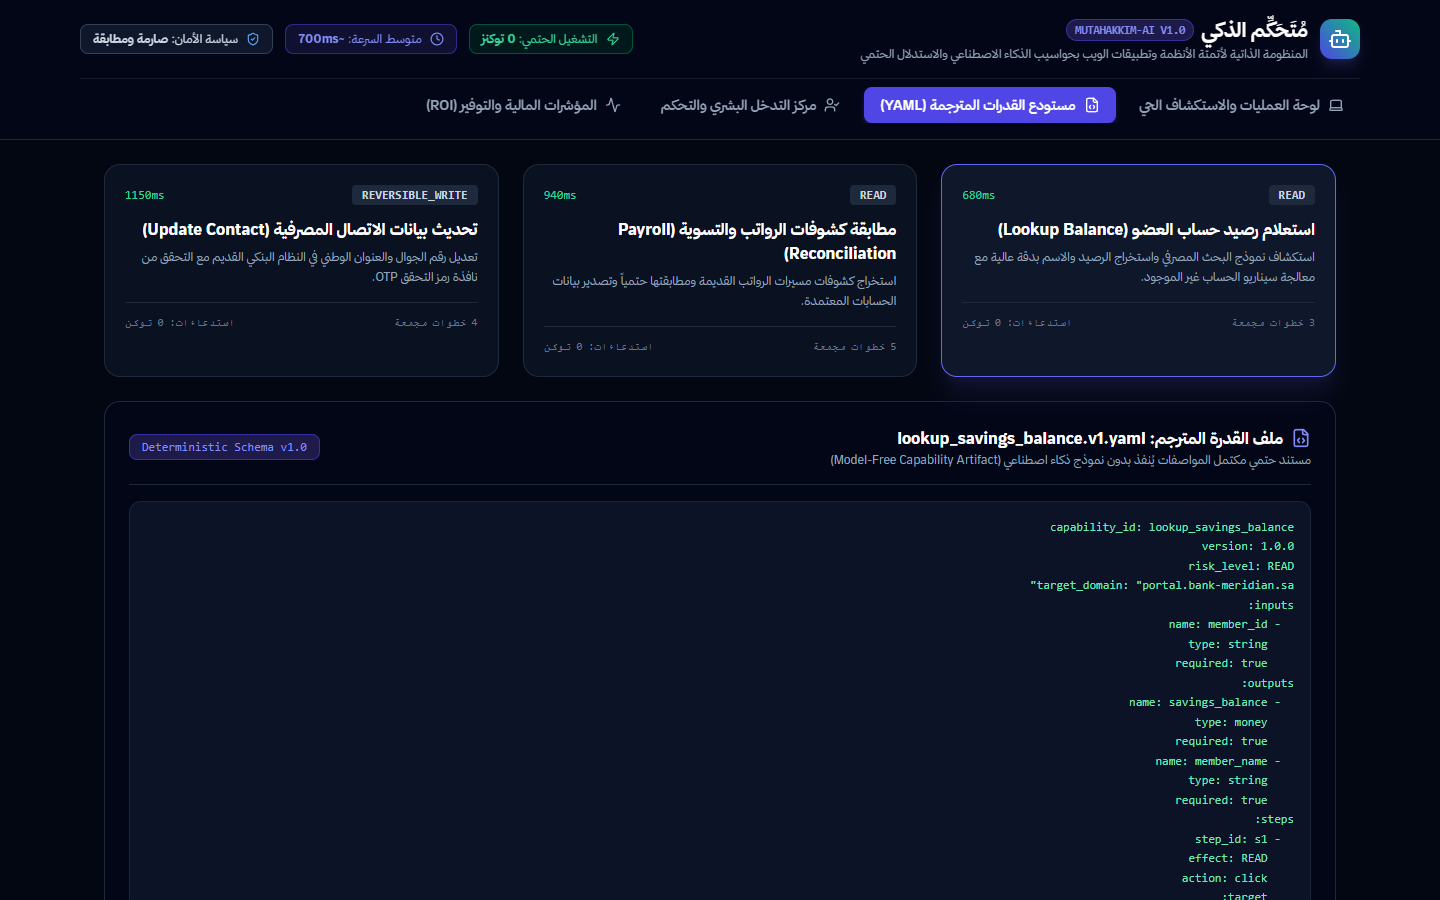 مُتَحَكِّم الذكي MUTAHAKKIM-AI V1.0
المنظومة الذاتية لأتمتة الأنظمة وتطبيقات الويب بحواسيب الذكاء الاصطناعي والاستدلال الحتمي
التشغيل الحتمي: 0 توكنز
متوسط السرعة: ~700ms
سياسة الأمان: صارمة ومطابقة
لوحة العمليات والاستكشاف الحي
مستودع القدرات المترجمة (YAML)
مركز التدخل البشري والتحكم
المؤشرات المالية والتوفير (ROI)
READ 680ms
استعلام رصيد حساب العضو (Lookup Balance)
استكشاف نموذج البحث المصرفي واستخراج الرصيد والاسم بدقة عالية مع
معالجة سيناريو الحساب غير الموجود.
3 خطوات مجمعة استدعاءات: 0 توكن
READ 940ms
مطابقة كشوفات الرواتب والتسوية (Payroll
Reconciliation)
استخراج كشوفات مسيرات الرواتب القديمة ومطابقتها حتمياً وتصدير بيانات
الحسابات المعتمدة.
5 خطوات مجمعة استدعاءات: 0 توكن
REVERSIBLE_WRITE 1150ms
تحديث بيانات الاتصال المصرفية (Update Contact)
تعديل رقم الجوال والعنوان الوطني في النظام البنكي القديم مع التحقق من
نافذة رمز التحقق OTP.
4 خطوات مجمعة استدعاءات: 0 توكن
ملف القدرة المترجم: lookup_savings_balance.v1.yaml
مستند حتمي مكتمل المواصفات يُنفذ بدون نموذج ذكاء اصطناعي (Model-Free Capability Artifact)
Deterministic Schema v1.0
capability_id: lookup_savings_balance
version: 1.0.0
risk_level: READ
target_domain: "portal.bank-meridian.sa"
inputs:
- name: member_id
type: string
required: true
outputs:
- name: savings_balance
type: money
required: true
- name: member_name
type: string
required: true
steps:
- step_id: s1
effect: READ
action: click
target: